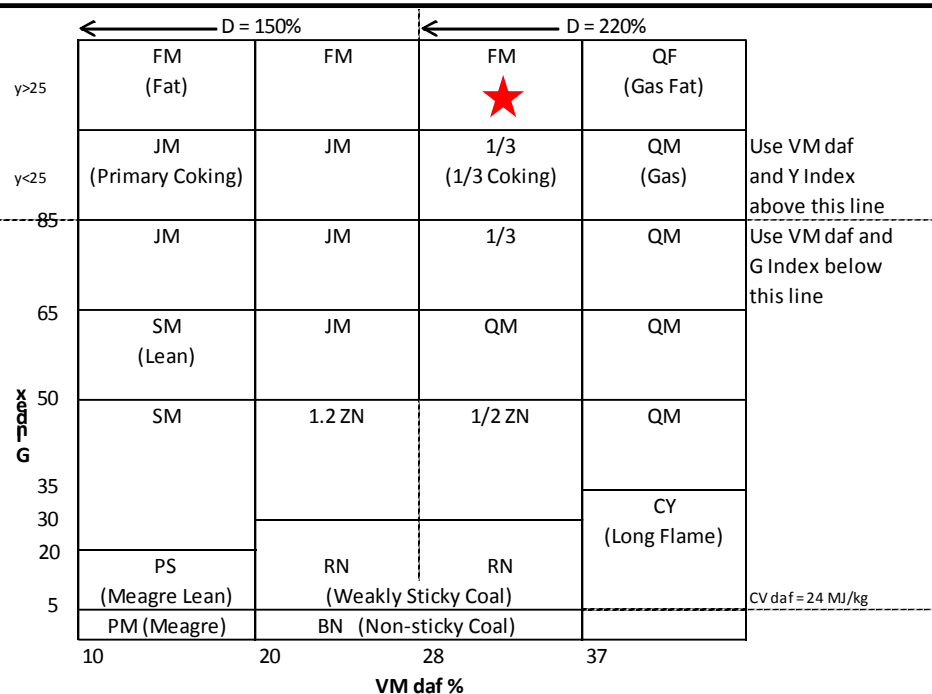 D = 150% D = 220%
FM FM FM QF
y>25 (Fat) (Gas Fat)
JM JM 1/3 QM Use VM daf
y<25 (Primary Coking) (1/3 Coking) (Gas) and Y Index
above this line
85
JM JM 1/3 QM Use VM daf and
G Index below
this line
65
SM JM QM QM
(Lean)
50
SM 1.2 ZN 1/2 ZN QM
G Index
35
CY
30
(Long Flame)
20
PS RN RN
(Meagre Lean) (Weakly Sticky Coal) CV daf = 24 MJ/kg
5
PM (Meagre) BN (Non-sticky Coal)
10 20 28 37
VM daf %